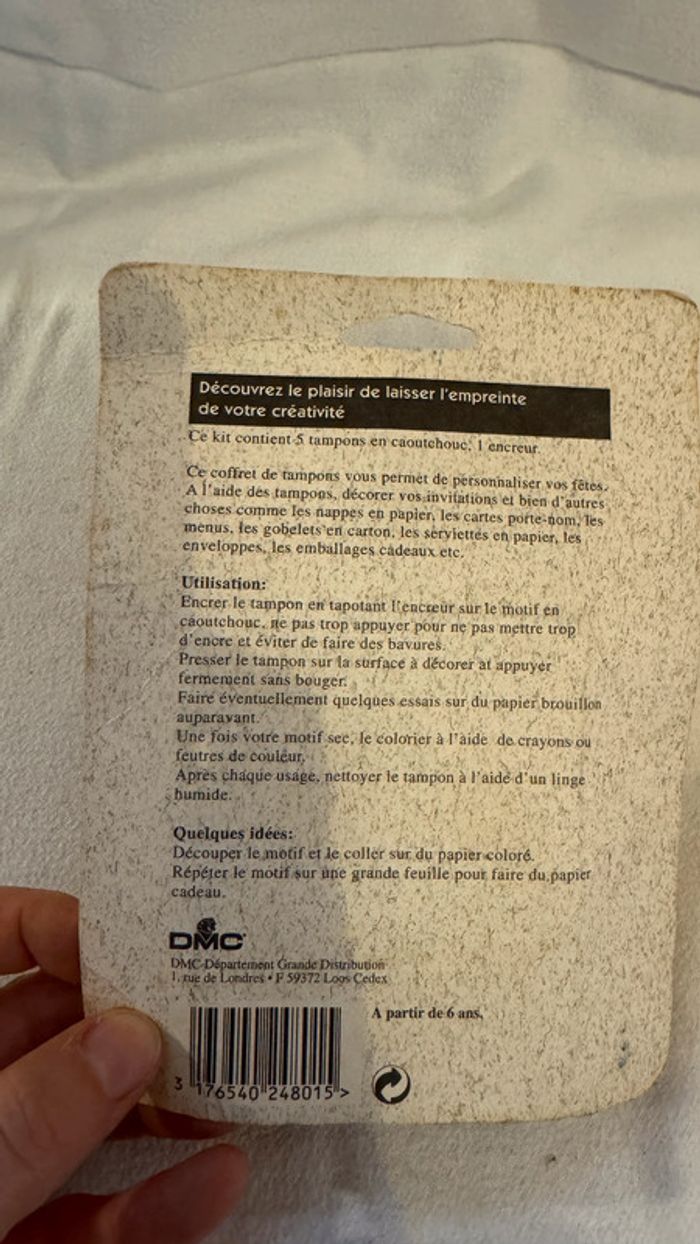 Découvrez le plaisir de laisser l'empreinte
de votre créativité
Ce kit contient 5 tampons en caoutchouc, 1 encreur.
Ce coffret de tampons vous permet de personnaliser vos fêtes.
A l'aide des tampons, décorer vos invitations et bien d'autres
choses comme les nappes en papier, les cartes porte-nom, les
menus, les gobelets en carton, les serviettes en papier, les
enveloppes, les emballages cadeaux etc.
Utilisation:
Encrer le tampon en tapotant l'encreur sur le motif en
caoutchouc, ne pas trop appuyer pour ne pas mettre trop
d'encre et éviter de faire des bavures.
Presser le tampon sur la surface à décorer at appuyer
fermement sans bouger.
Faire éventuellement quelques essais sur du papier brouillon
auparavant.
Une fois votre motif sec, le colorier à l'aide de crayons ou
feutres de couleur.
Après chaque usage, nettoyer le tampon à l'aide d'un linge
humide.
Quelques idées:
Découper le motif et le coller sur du papier coloré.
Répéter le motif sur une grande feuille pour faire du papier
cadeau.
DMC
DMC-Département Grande Distribution
1, rue de Londres • F 59372 Loos Cedex
A partir de 6 ans.
3 176540 248015 >